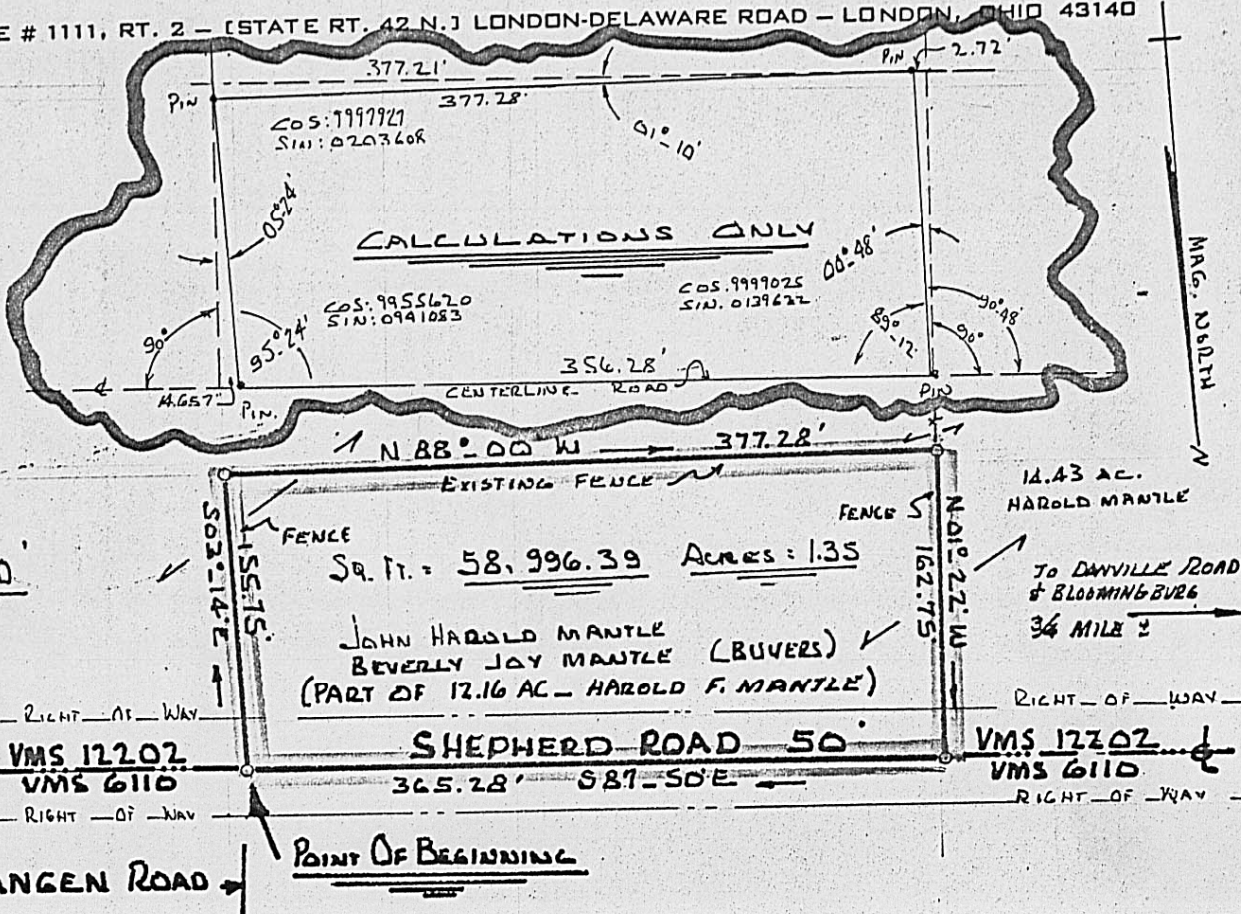 E # 1111, RT. 2 – [STATE RT. 42 N.] LONDON-DELAWARE ROAD – LONDON, OHIO 43140
377.21'
PIN
2.72'
PIN
377.28'
COS: 9997927
SIN: 0203608
01°-10'
05°24'
CALCULATIONS ONLY
00°-48'
COS: 9955620
SIN: 0941083
COS. 9999025
SIN. 0139622
90°
95°-24'
89°-12
90°
90°48'
MAG. NORTH
356.28'
CENTERLINE ROAD
14.657'
PIN.
PIN
N 88°-00 W
377.28'
EXISTING FENCE
14.43 AC.
HAROLD MANTLE
FENCE
FENCE
S03°-14'E
155.75'
N.01°-22' W
162.75'
SQ. FT. = 58,996.39
ACRES = 1.35
TO DANVILLE ROAD
& BLOOMINGBURG
3/4 MILE ±
JOHN HAROLD MANTLE
BEVERLY JOY MANTLE (BUYERS)
(PART OF 12.16 AC – HAROLD F. MANTLE)
RIGHT – OF – WAY
RIGHT – OF – WAY
VMS 12202
VMS 6110
SHEPHERD ROAD 50'
VMS 12202
VMS 6110
365.28' S87-50E
RIGHT – OF – WAY
RIGHT – OF – WAY
POINT OF BEGINNING
ANGEN ROAD